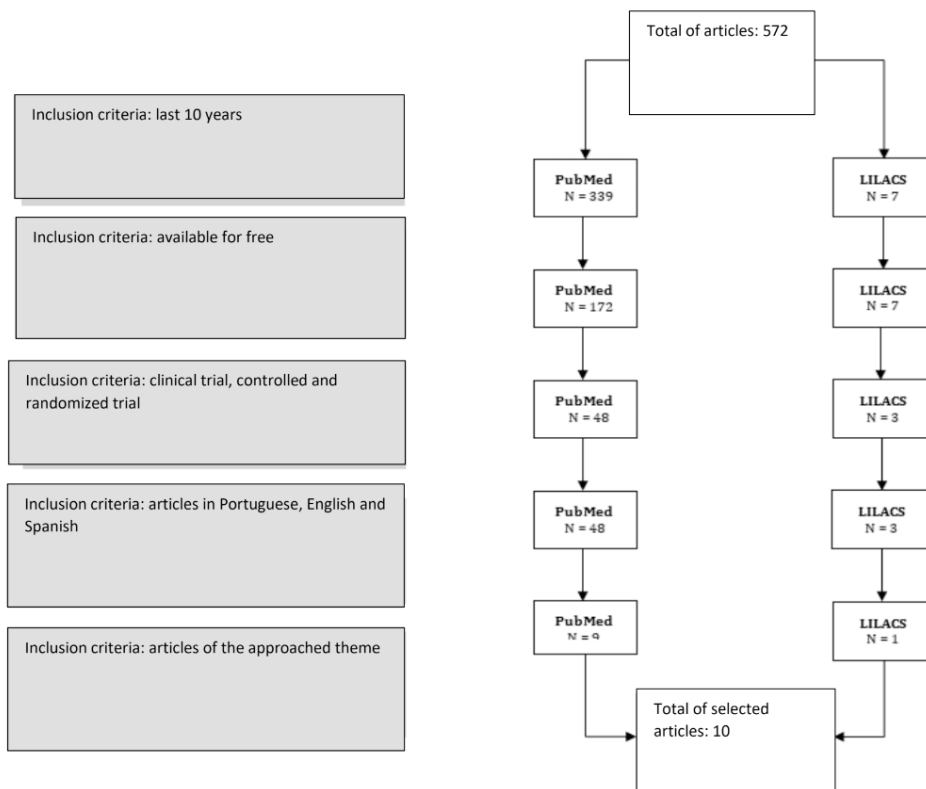 Total of articles: 572
Inclusion criteria: last 10 years
PubMed
N = 339
LILACS
N = 7
Inclusion criteria: available for free
PubMed
N = 172
LILACS
N = 7
Inclusion criteria: clinical trial, controlled and
randomized trial
PubMed
N = 48
LILACS
N = 3
Inclusion criteria: articles in Portuguese, English and
Spanish
PubMed
N = 48
LILACS
N = 3
Inclusion criteria: articles of the approached theme
PubMed
N = 9
LILACS
N = 1
Total of selected
articles: 10